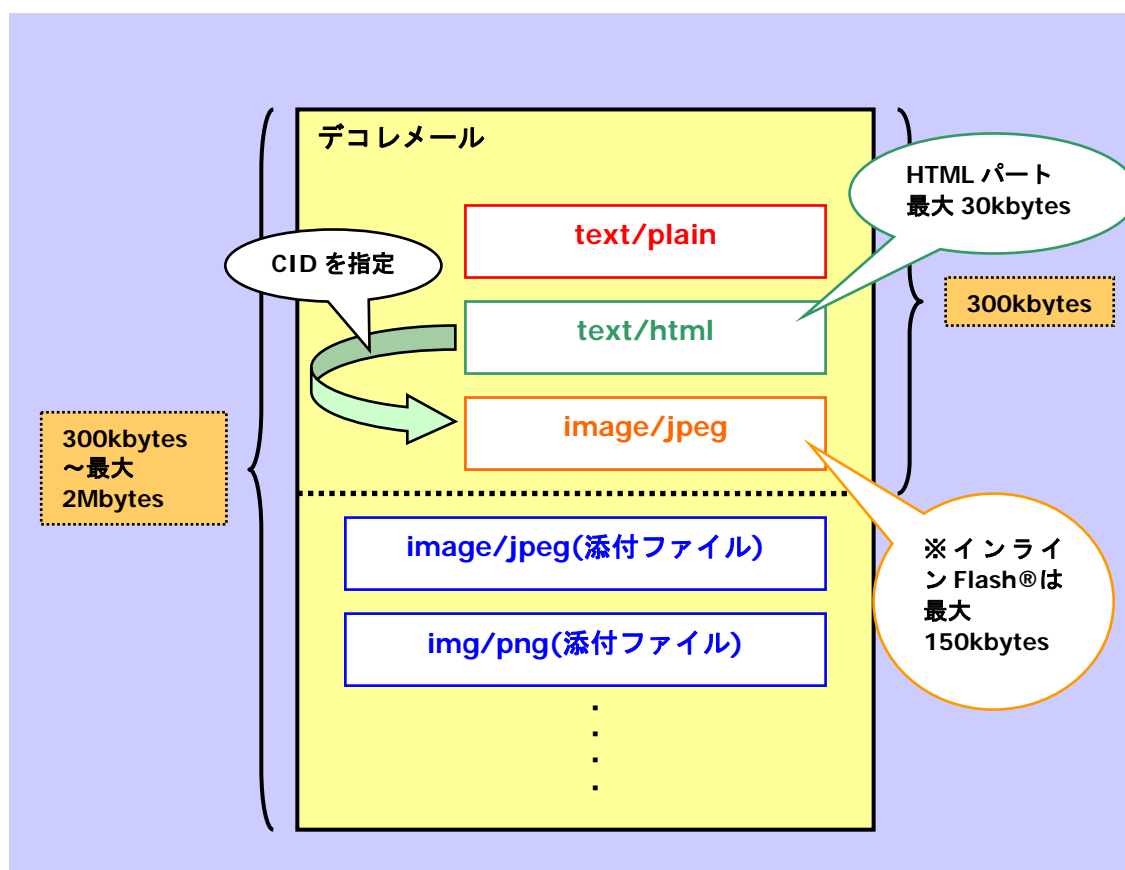 デコレメール
HTML パート
最大 30kbytes
text/plain
CID を指定
300kbytes
text/html
image/jpeg
300kbytes
～最大
2Mbytes
image/jpeg(添付ファイル)
※インライ
ン Flash®は
最大
150kbytes
img/png(添付ファイル)